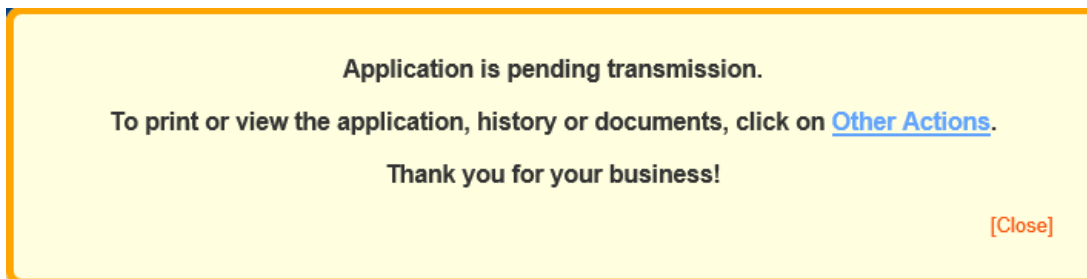 Application is pending transmission.
To print or view the application, history or documents, click on Other Actions.
Thank you for your business!
[Close]